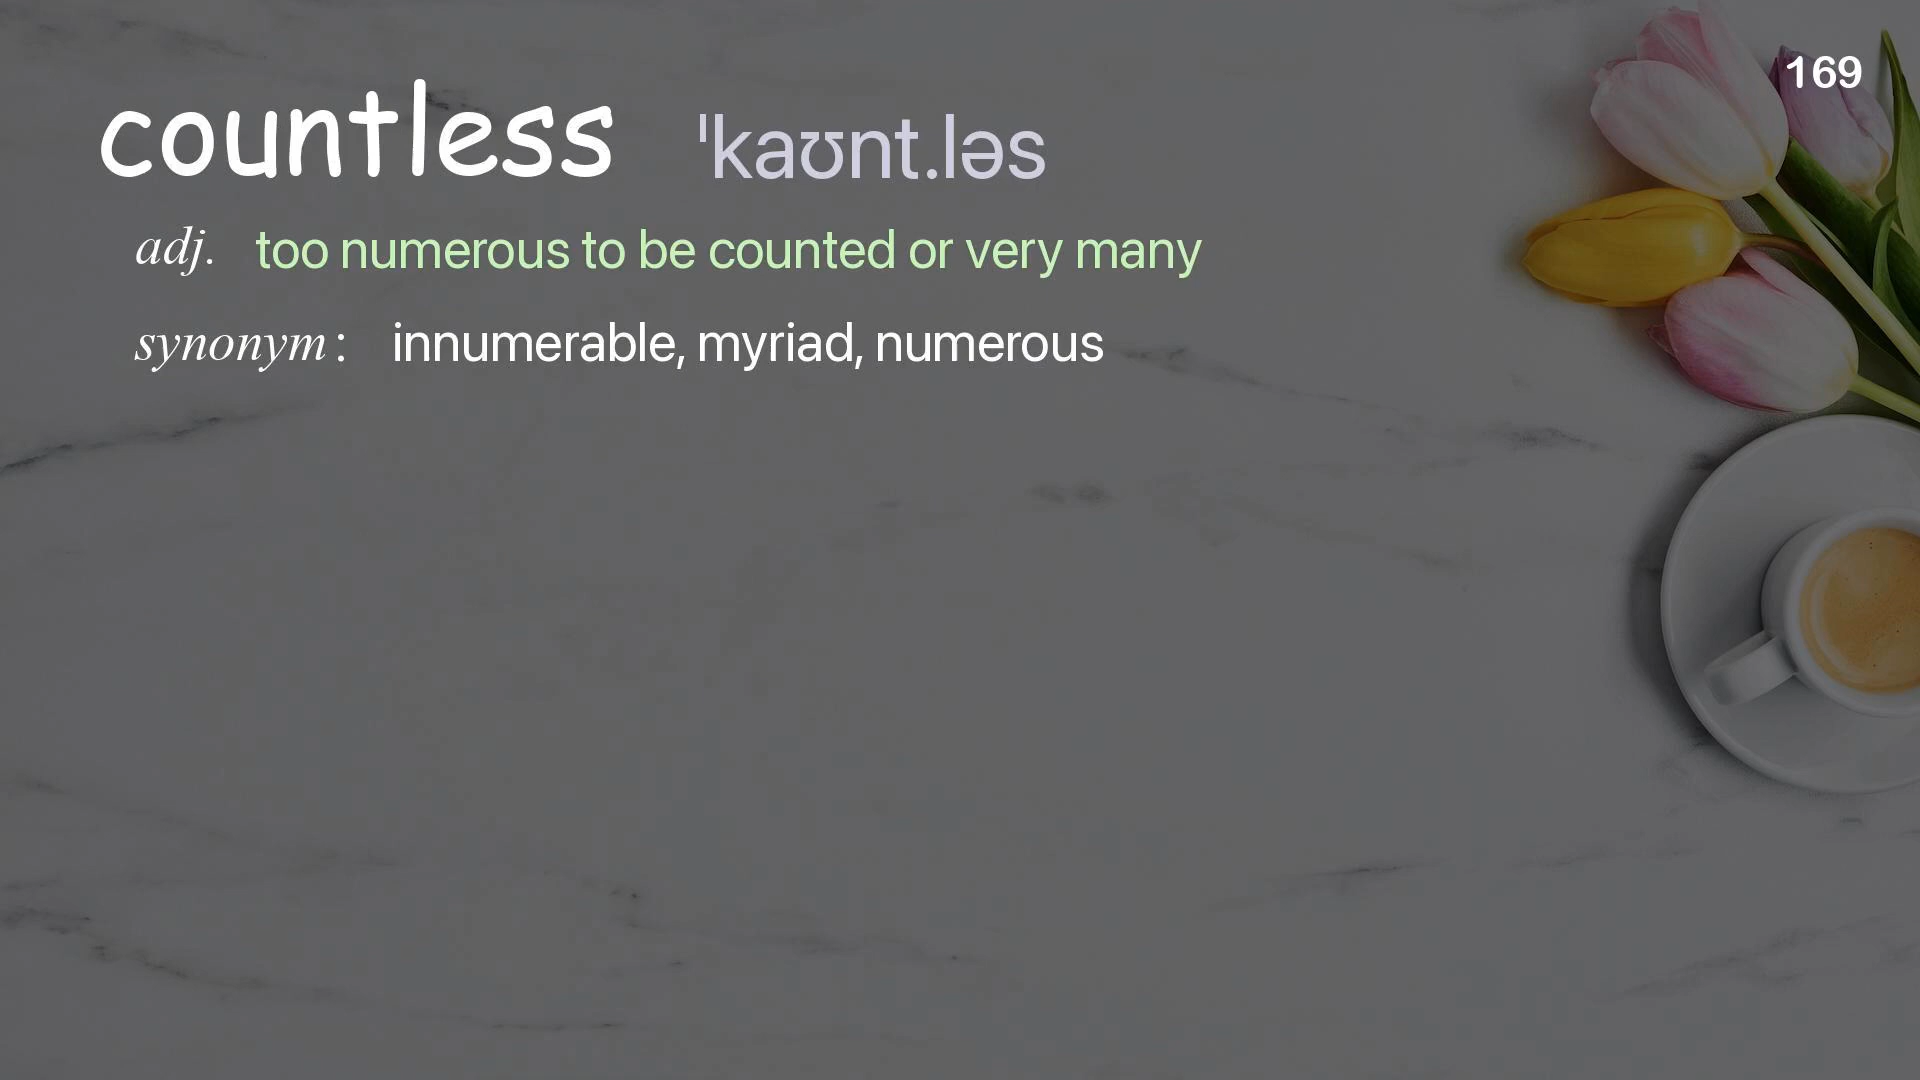 169
countless ˈkaʊnt.ləs
adj. too numerous to be counted or very many
synonym : innumerable, myriad, numerous